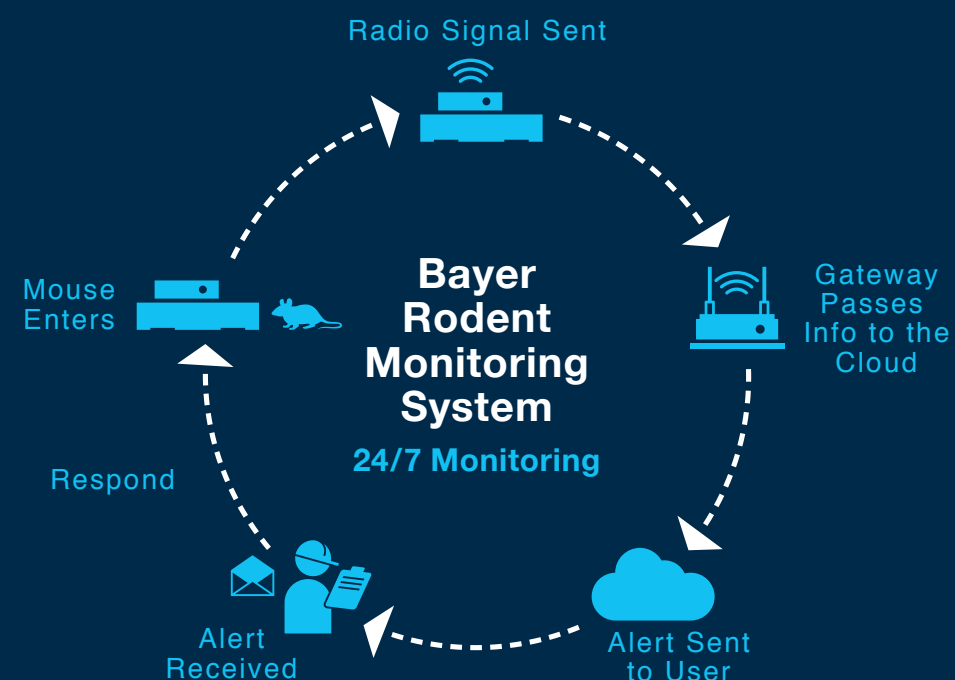 Radio Signal Sent
Mouse
Enters
Bayer
Rodent
Monitoring
System
24/7 Monitoring
Gateway
Passes
Info to the
Cloud
Respond
Alert
Received
Alert Sent
to User